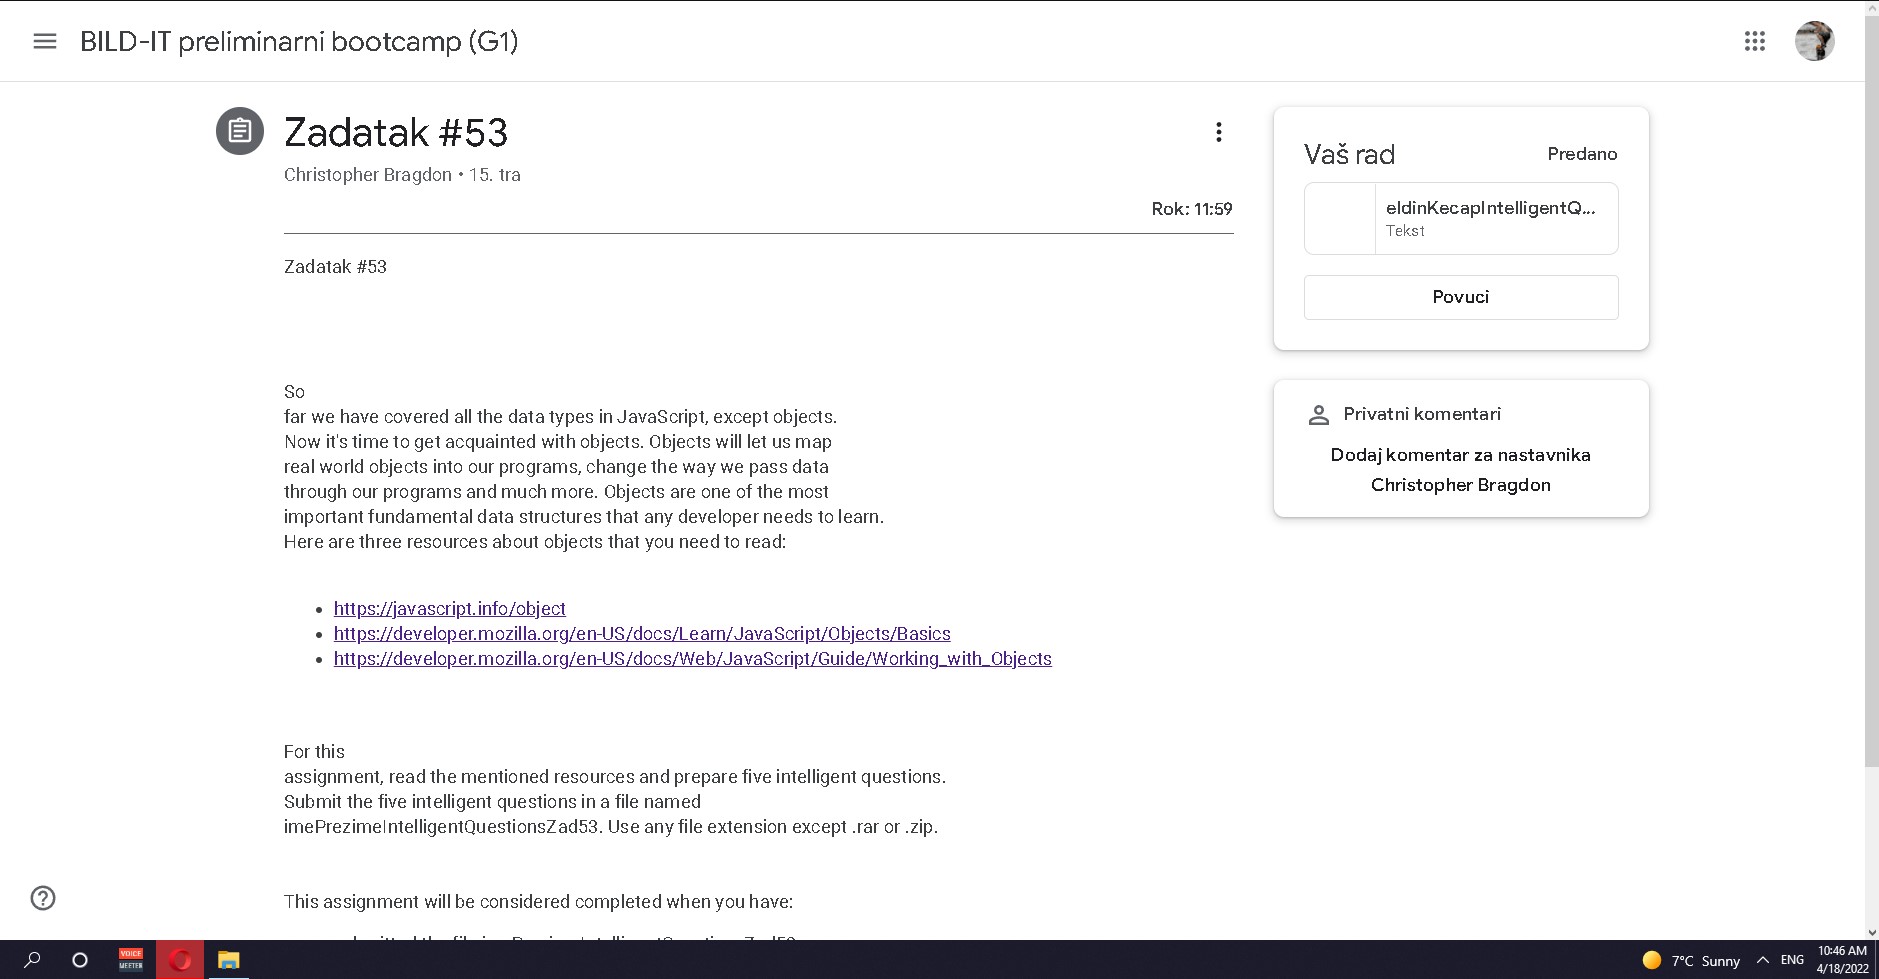 BILD-IT preliminarni bootcamp (G1)
Zadatak #53
Christopher Bragdon • 15. tra
Rok: 11:59
Zadatak #53
So
far we have covered all the data types in JavaScript, except objects.
Now it's time to get acquainted with objects. Objects will let us map
real world objects into our programs, change the way we pass data
through our programs and much more. Objects are one of the most
important fundamental data structures that any developer needs to learn.
Here are three resources about objects that you need to read:
• https://javascript.info/object
• https://developer.mozilla.org/en-US/docs/Learn/JavaScript/Objects/Basics
• https://developer.mozilla.org/en-US/docs/Web/JavaScript/Guide/Working_with_Objects
For this
assignment, read the mentioned resources and prepare five intelligent questions.
Submit the five intelligent questions in a file named
imePrezimeIntelligentQuestionsZad53. Use any file extension except .rar or .zip.
This assignment will be considered completed when you have:
Vaš rad
Predano
eldinKecapIntelligentQ...
Tekst
Povuci
Privatni komentari
Dodaj komentar za nastavnika
Christopher Bragdon
VOICE
MEETER
7°C Sunny
ENG
10:46 AM
4/18/2022